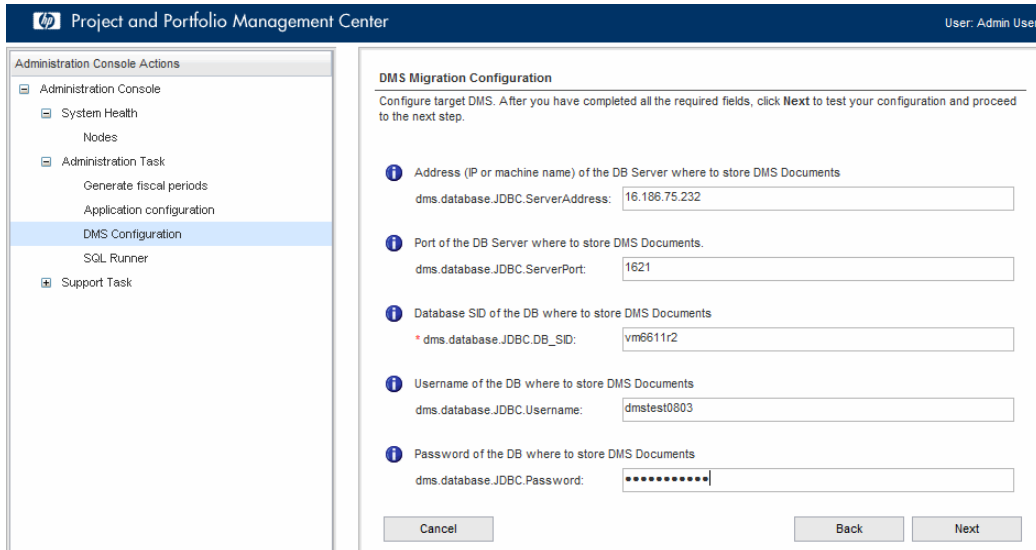 hp Project and Portfolio Management Center
User: Admin User
Administration Console Actions
Administration Console
System Health
Nodes
Administration Task
Generate fiscal periods
Application configuration
DMS Configuration
SQL Runner
Support Task
DMS Migration Configuration
Configure target DMS. After you have completed all the required fields, click Next to test your configuration and proceed
to the next step.
Address (IP or machine name) of the DB Server where to store DMS Documents
dms.database.JDBC.ServerAddress: 16.186.75.232
Port of the DB Server where to store DMS Documents.
dms.database.JDBC.ServerPort: 1621
Database SID of the DB where to store DMS Documents
* dms.database.JDBC.DB_SID: vm6611r2
Username of the DB where to store DMS Documents
dms.database.JDBC.Username: dmstest0803
Password of the DB where to store DMS Documents
dms.database.JDBC.Password: •••••••••••
Cancel Back Next